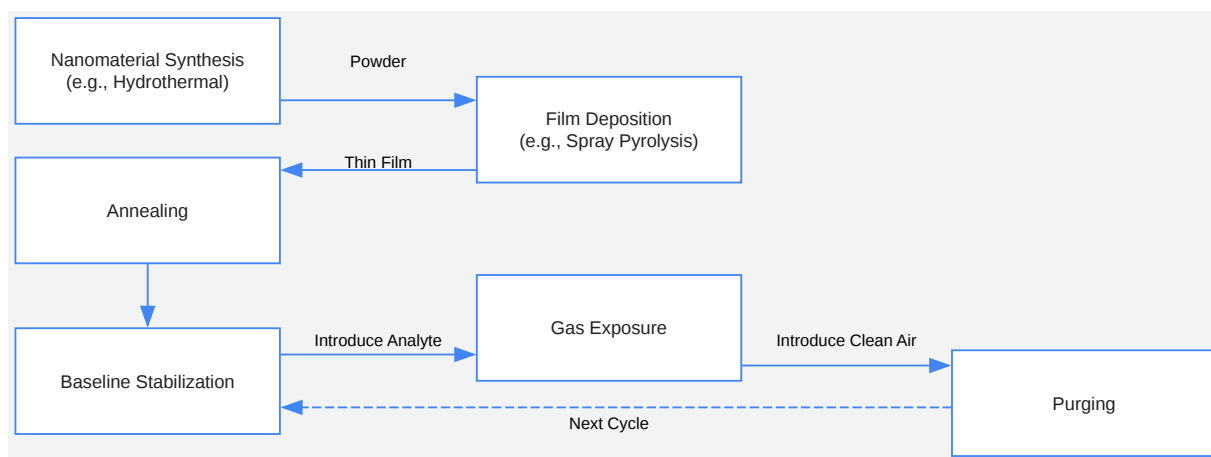 Nanomaterial Synthesis
(e.g., Hydrothermal)
Powder
Film Deposition
(e.g., Spray Pyrolysis)
Thin Film
Annealing
Baseline Stabilization
Introduce Analyte
Gas Exposure
Introduce Clean Air
Purging
Next Cycle